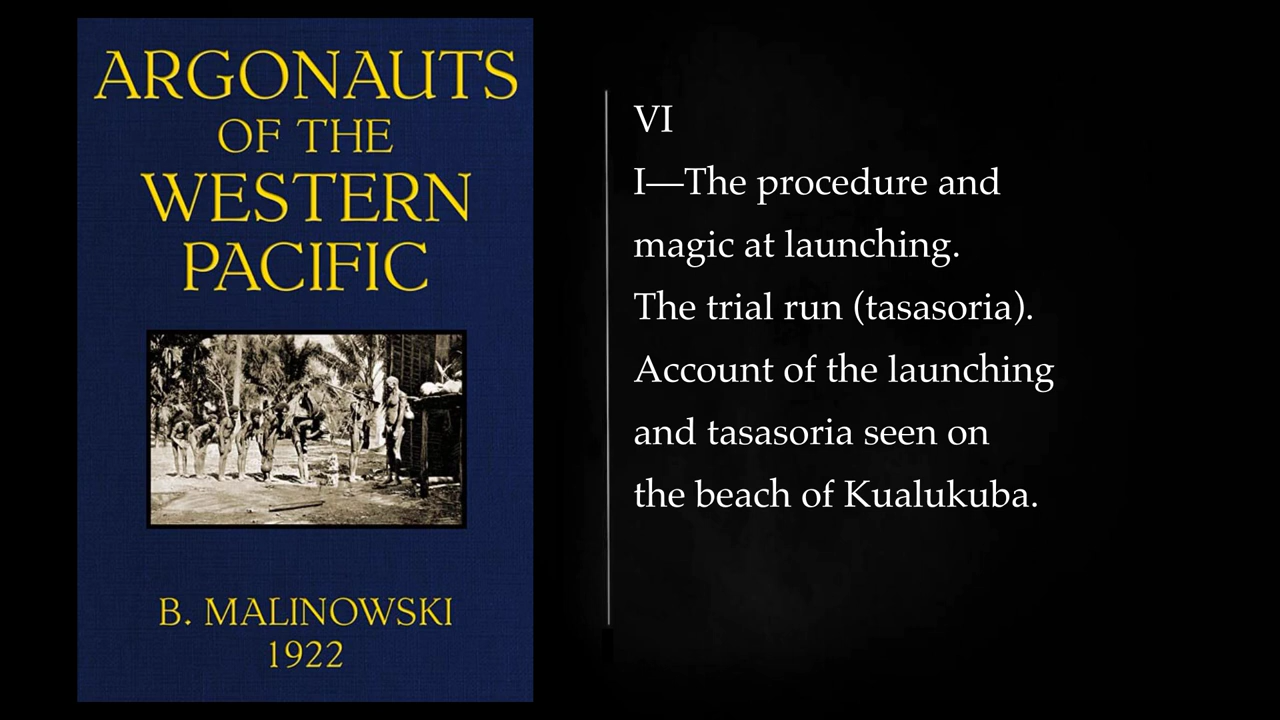 ARGONAUTS
OF THE
WESTERN
PACIFIC
B. MALINOWSKI
1922
VI
I—The procedure and
magic at launching.
The trial run (tasasoria).
Account of the launching
and tasasoria seen on
the beach of Kualukuba.